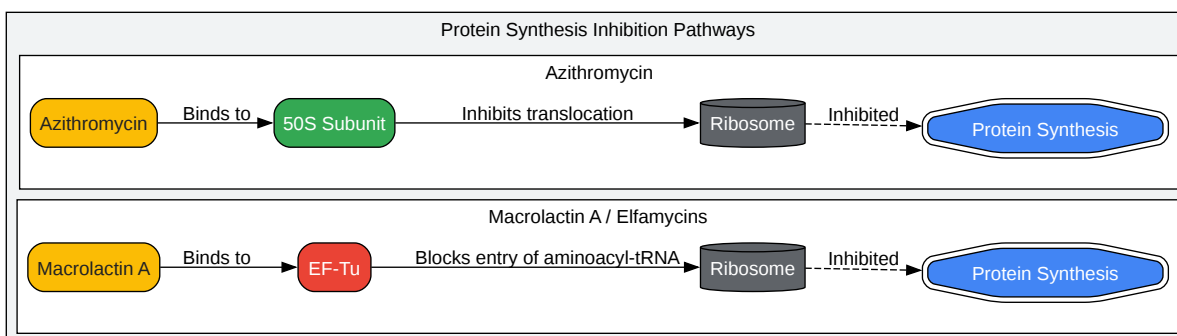 Protein Synthesis Inhibition Pathways
Azithromycin
Azithromycin
Binds to
50S Subunit
Inhibits translocation
Ribosome
Inhibited
Protein Synthesis
Macrolactin A / Elfamycins
Macrolactin A
Binds to
EF-Tu
Blocks entry of aminoacyl-tRNA
Ribosome
Inhibited
Protein Synthesis